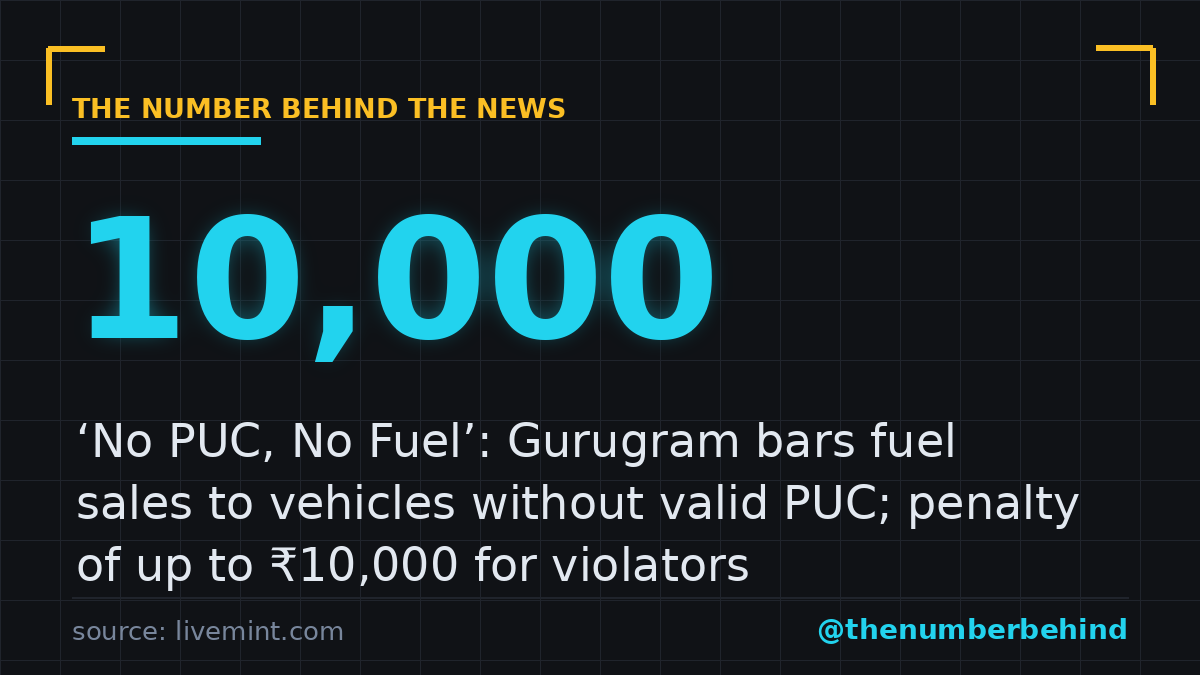 THE NUMBER BEHIND THE NEWS
10,000
‘No PUC, No Fuel’: Gurugram bars fuel
sales to vehicles without valid PUC; penalty
of up to ₹10,000 for violators
source: livemint.com
@thenumberbehind